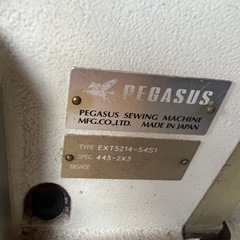 PEGASUS
PEGASUS SEWING MACHINE
MFG.CO.,LTD. MADE IN JAPAN
TYPE EXT5214-54S1
SPEC. 443-2X3
DEVICE